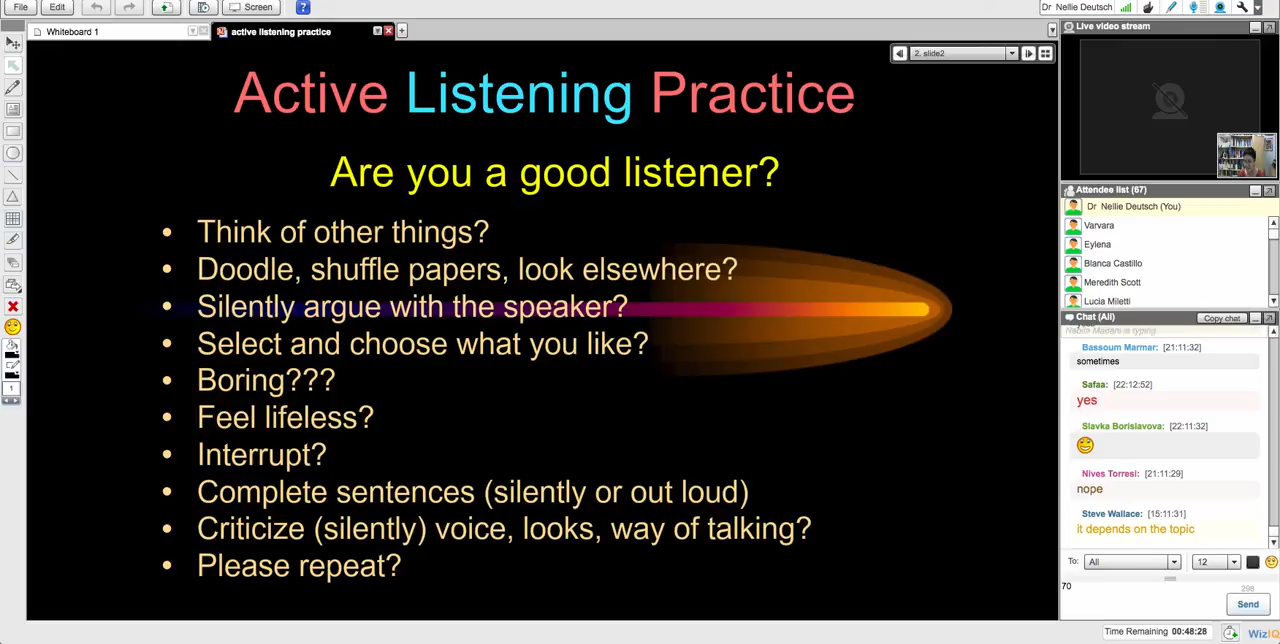 File
Edit
Screen
?
Dr Nellie Deutsch
Whiteboard 1
active listening practice
2. slide2
Active Listening Practice
Are you a good listener?
• Think of other things?
• Doodle, shuffle papers, look elsewhere?
• Silently argue with the speaker?
• Select and choose what you like?
• Boring???
• Feel lifeless?
• Interrupt?
• Complete sentences (silently or out loud)
• Criticize (silently) voice, looks, way of talking?
• Please repeat?
1
Live video stream
Attendee list (67)
Dr Nellie Deutsch (You)
Varvara
Eylena
Blanca Castillo
Meredith Scott
Lucia Miletti
Chat (All)
Copy chat
is typing
Bassoum Marmar: [21:11:32]
sometimes
Safaa: [22:12:52]
yes
Slavka Borislavova: [22:11:32]
Nives Torresi: [21:11:29]
nope
Steve Wallace: [15:11:31]
it depends on the topic
To: All
12
70
298
Send
Time Remaining 00:48:28
WizIQ